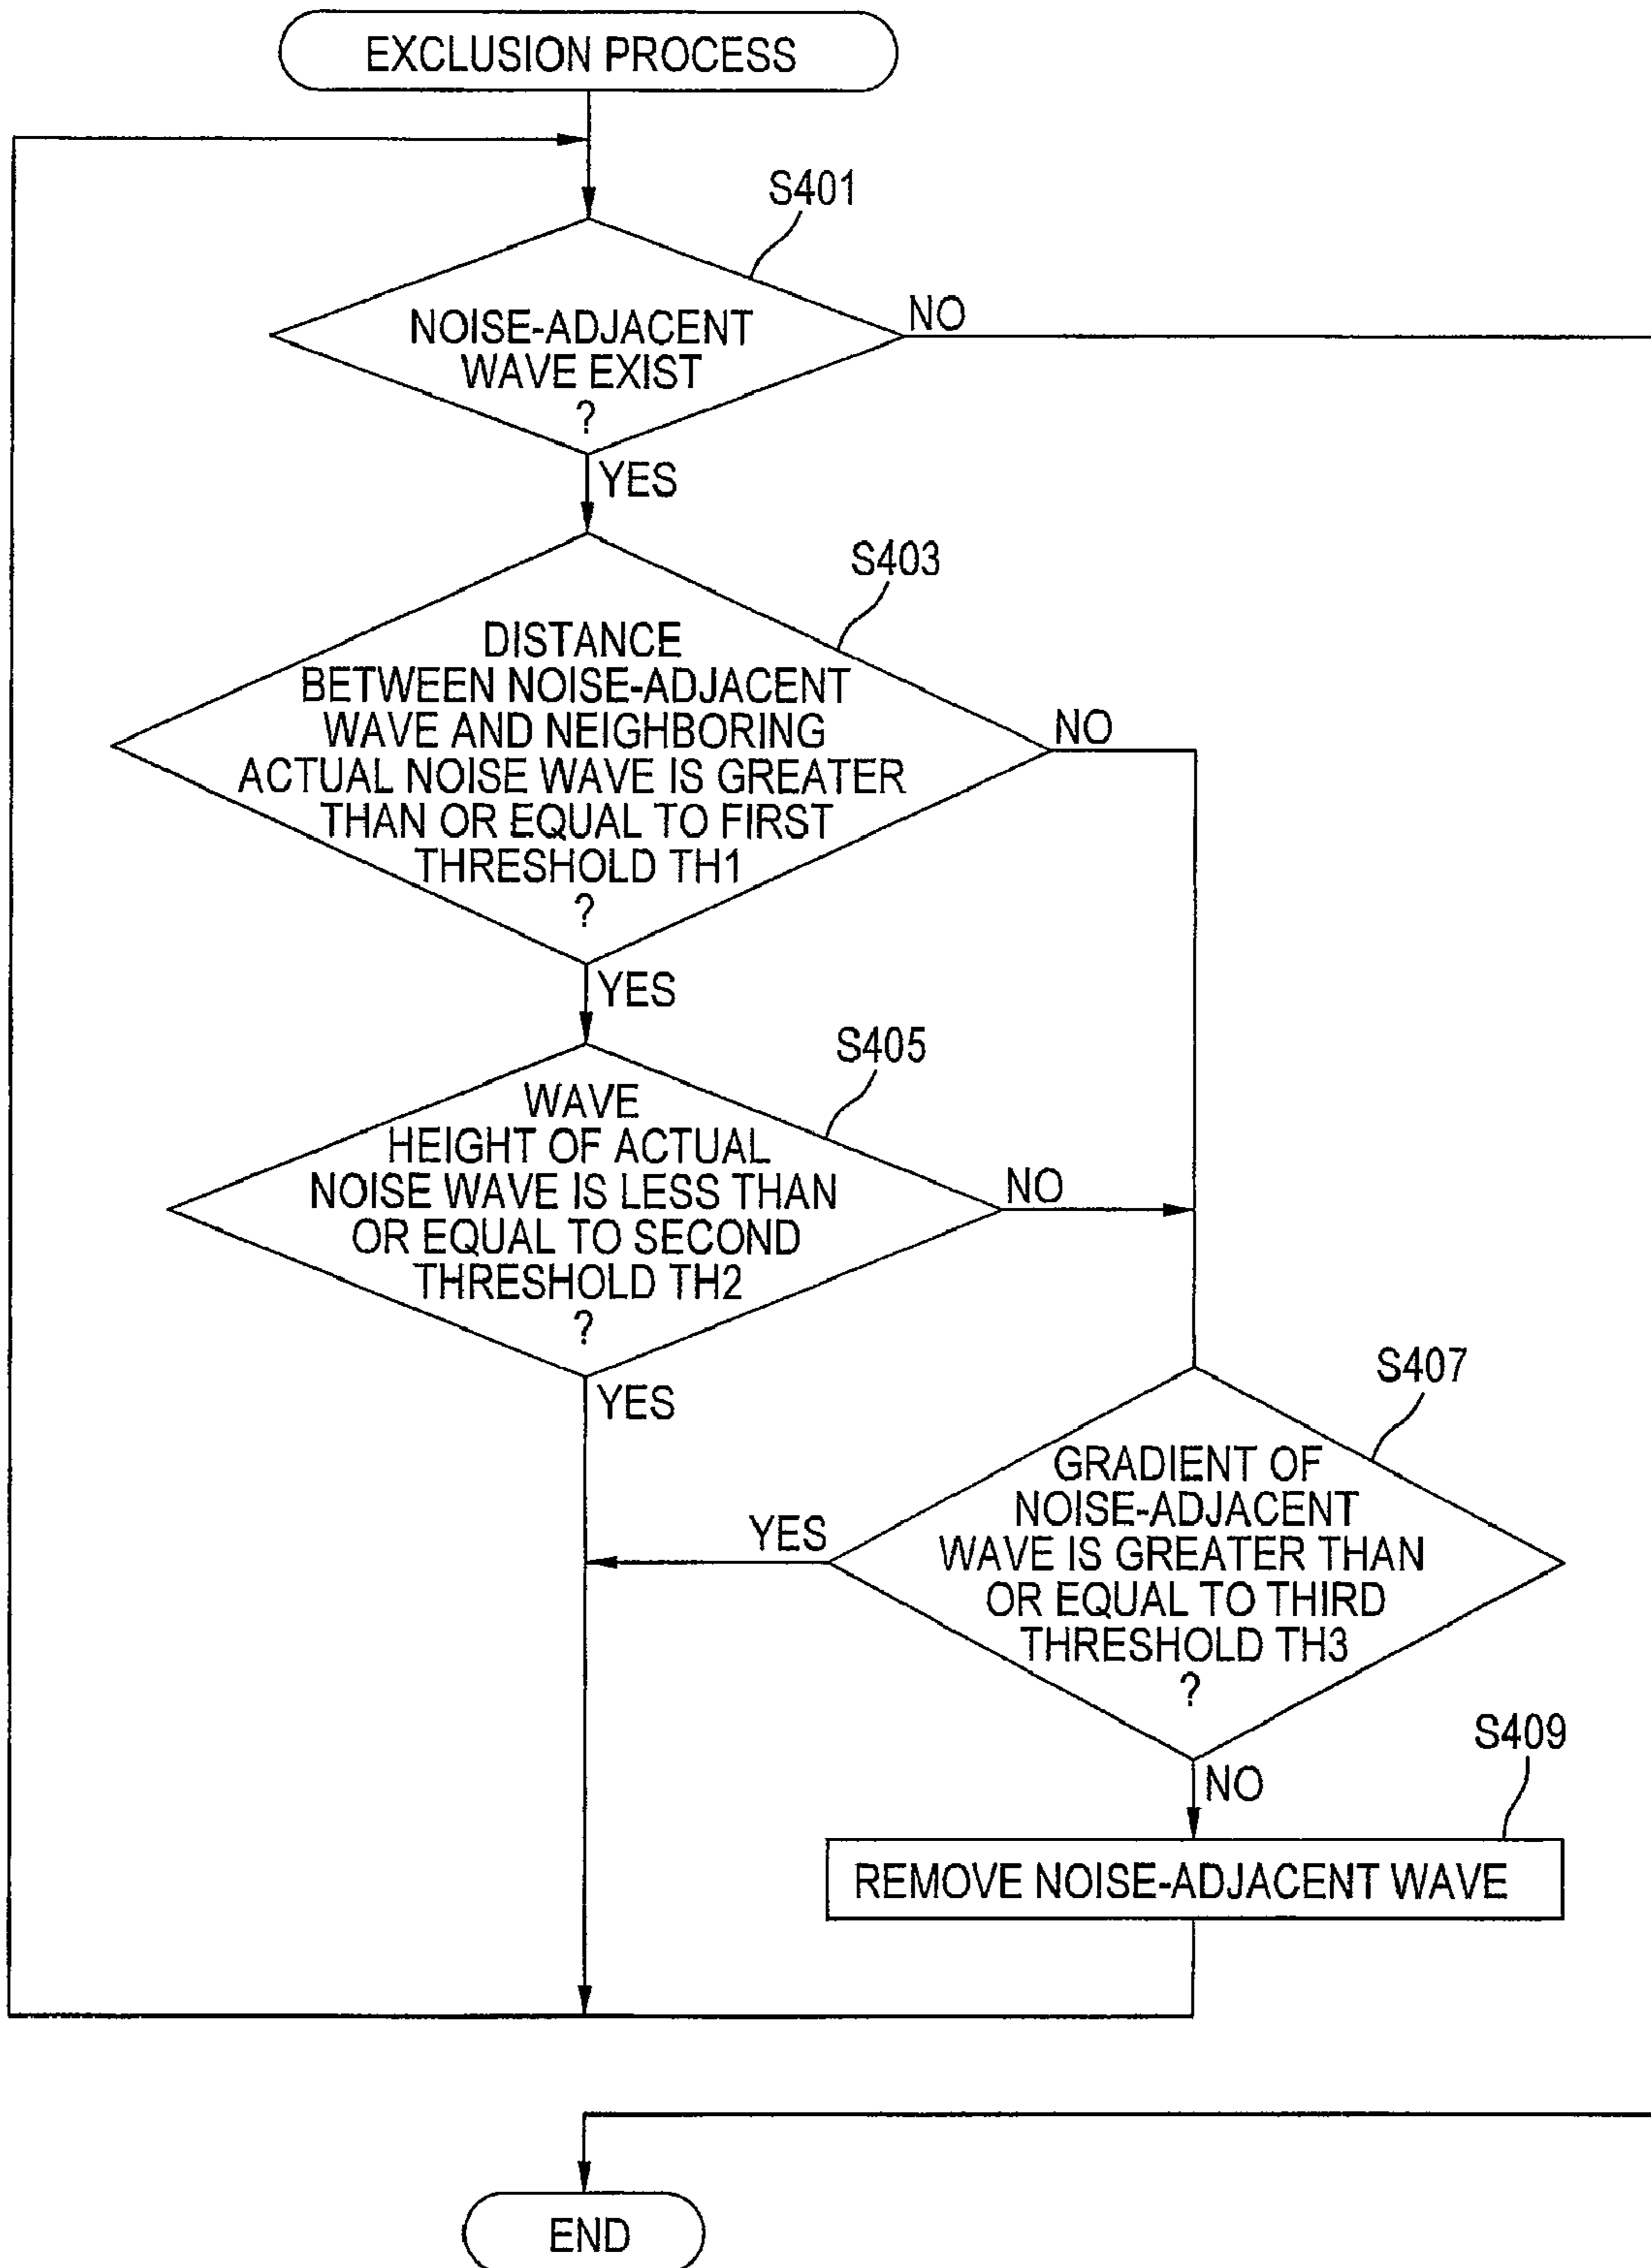 EXCLUSION PROCESS
S401
NOISE-ADJACENT
WAVE EXIST
?
NO
YES
S403
DISTANCE
BETWEEN NOISE-ADJACENT
WAVE AND NEIGHBORING
ACTUAL NOISE WAVE IS GREATER
THAN OR EQUAL TO FIRST
THRESHOLD TH1
?
NO
YES
S405
WAVE
HEIGHT OF ACTUAL
NOISE WAVE IS LESS THAN
OR EQUAL TO SECOND
THRESHOLD TH2
?
NO
YES
S407
GRADIENT OF
NOISE-ADJACENT
WAVE IS GREATER THAN
OR EQUAL TO THIRD
THRESHOLD TH3
?
YES
NO
S409
REMOVE NOISE-ADJACENT WAVE
END